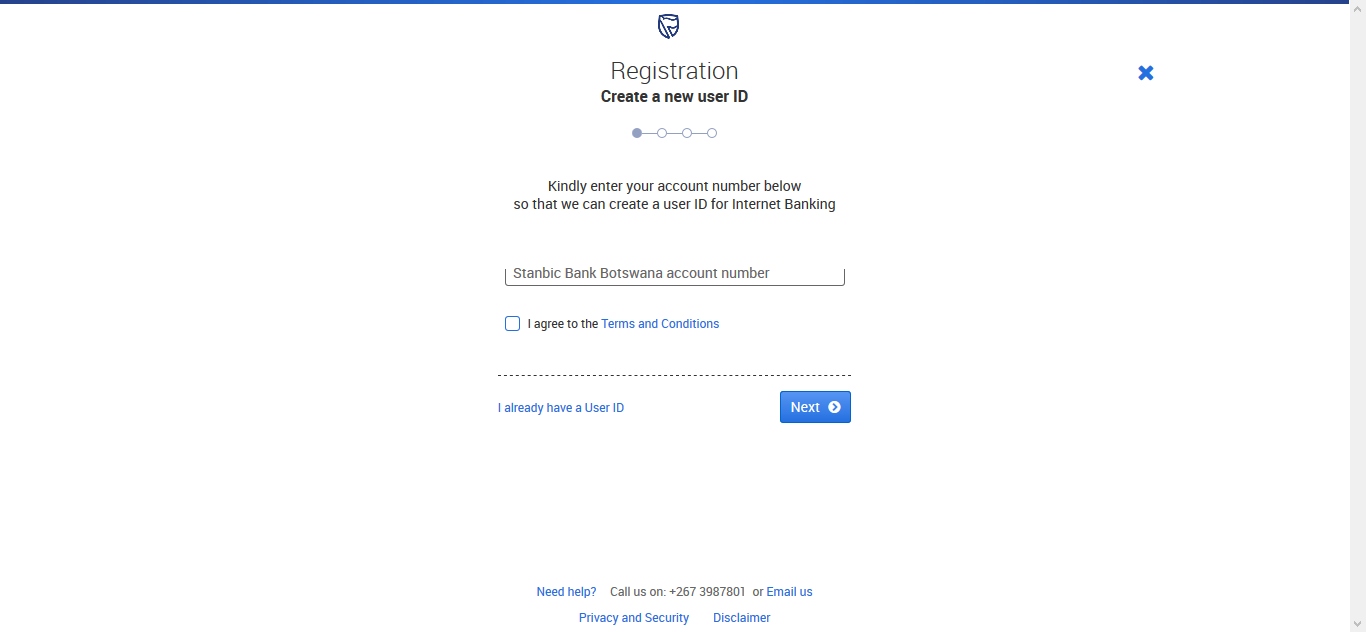 Registration
Create a new user ID
Kindly enter your account number below
so that we can create a user ID for Internet Banking
Stanbic Bank Botswana account number
I agree to the Terms and Conditions
I already have a User ID
Next
Need help? Call us on: +267 3987801 or Email us
Privacy and Security Disclaimer